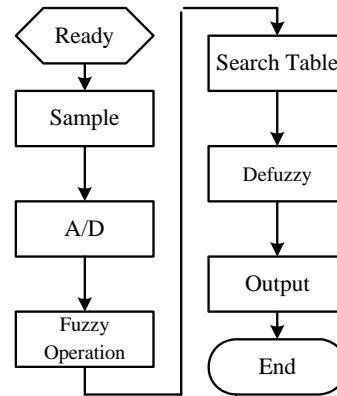 Ready
Sample
A/D
Fuzzy
Operation
Search Table
Defuzzy
Output
End